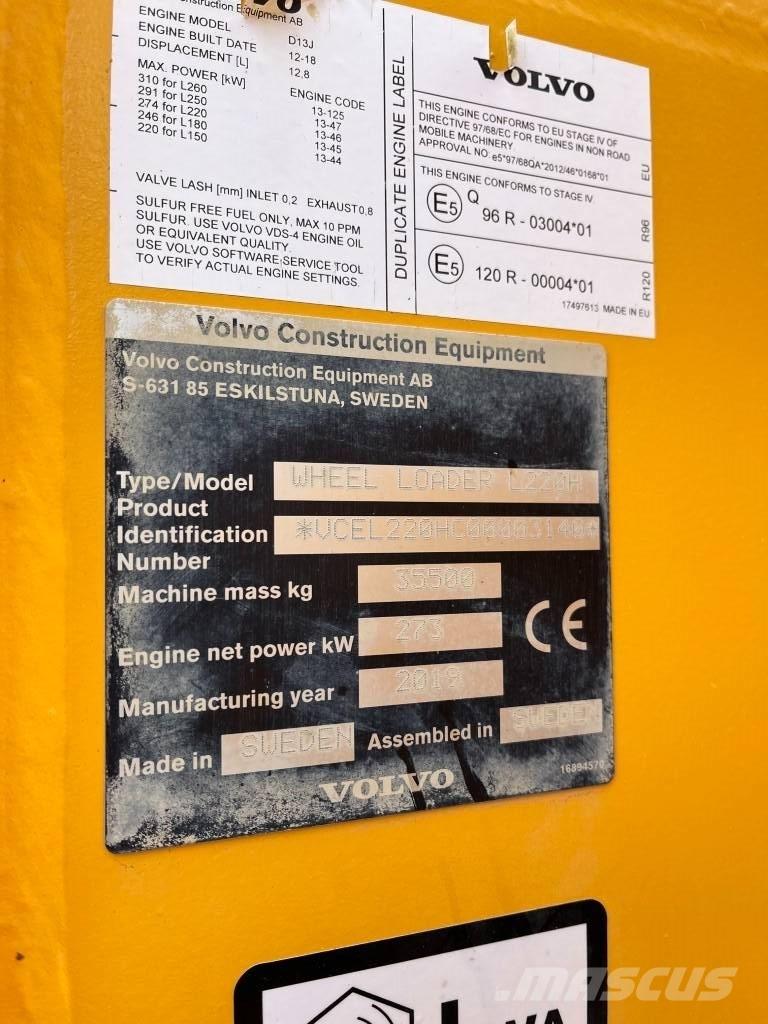 VOLVO
Construction Equipment AB
ENGINE MODEL D13J
ENGINE BUILT DATE 12-18
DISPLACEMENT [L] 12,8
MAX. POWER [kW] ENGINE CODE
310 for L260 13-125
291 for L250 13-47
274 for L220 13-46
246 for L180 13-45
220 for L150 13-44
VALVE LASH [mm] INLET 0,2 EXHAUST 0,8
SULFUR FREE FUEL ONLY, MAX 10 PPM
SULFUR. USE VOLVO VDS-4 ENGINE OIL
OR EQUIVALENT QUALITY.
USE VOLVO SOFTWARE SERVICE TOOL
TO VERIFY ACTUAL ENGINE SETTINGS.
DUPLICATE ENGINE LABEL
VOLVO
THIS ENGINE CONFORMS TO EU STAGE IV OF
DIRECTIVE 97/68/EC FOR ENGINES IN NON ROAD
MOBILE MACHINERY
APPROVAL NO: e5*97/68QA*2012/46*0168*01
EU
THIS ENGINE CONFORMS TO STAGE IV
E5 Q 96 R - 03004*01
R96
E5 120 R - 00004*01
R120
17497613 MADE IN EU
Volvo Construction Equipment
Volvo Construction Equipment AB
S-631 85 ESKILSTUNA, SWEDEN
Type/Model WHEEL LOADER L220H
Product
Identification *VCEL220HC00003140*
Number
Machine mass kg 35500
Engine net power kW 273
CE
Manufacturing year 2019
Made in SWEDEN Assembled in SWEDEN
VOLVO
16894570
MASCUS